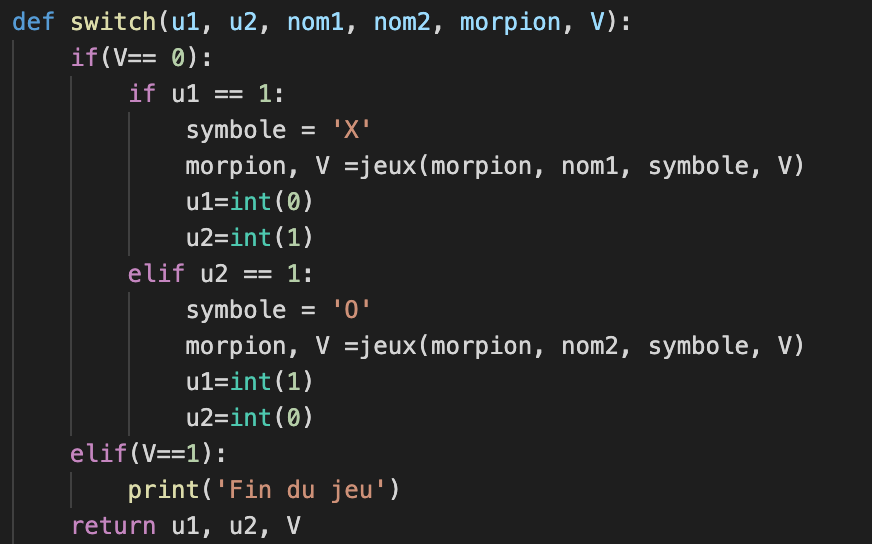 def switch(u1, u2, nom1, nom2, morpion, V):
    if(V== 0):
        if u1 == 1:
            symbole = 'X'
            morpion, V =jeux(morpion, nom1, symbole, V)
            u1=int(0)
            u2=int(1)
        elif u2 == 1:
            symbole = 'O'
            morpion, V =jeux(morpion, nom2, symbole, V)
            u1=int(1)
            u2=int(0)
    elif(V==1):
        print('Fin du jeu')
    return u1, u2, V